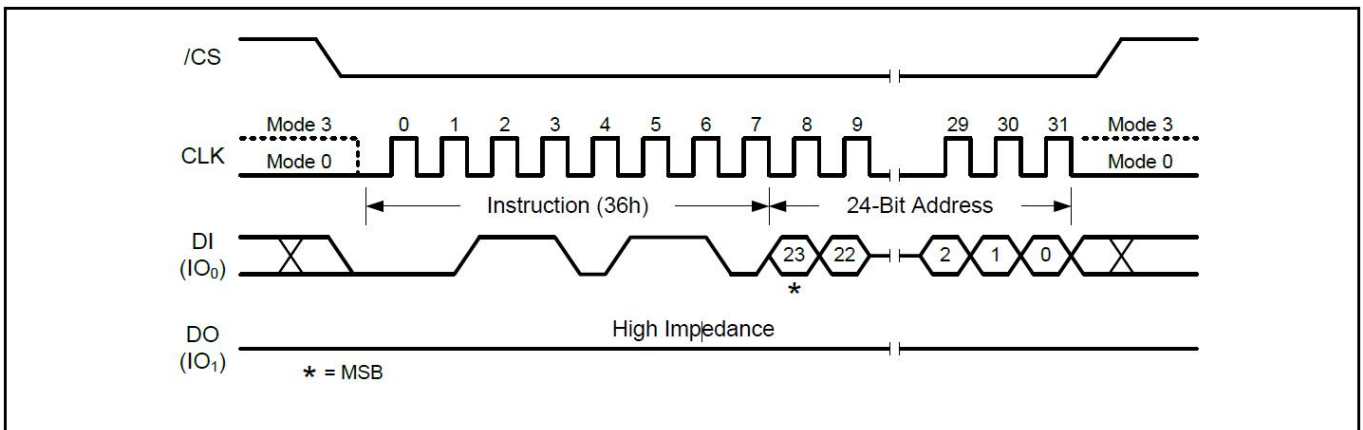 /CS
Mode 3 0 1 2 3 4 5 6 7 8 9 29 30 31 Mode 3
CLK
Mode 0 Mode 0
Instruction (36h) 24-Bit Address
DI
(IO₀)
23 22 2 1 0
*
High Impedance
DO
(IO₁)
* = MSB